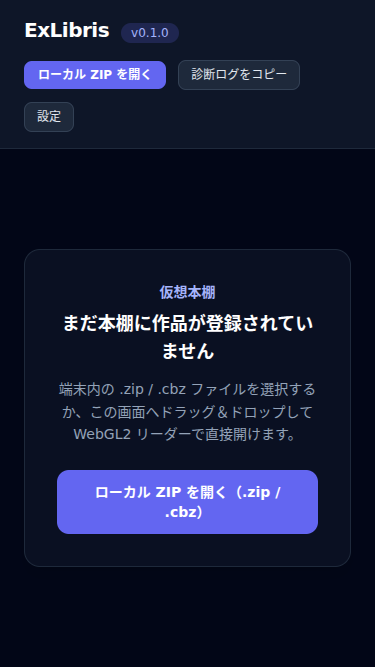 ExLibris v0.1.0
ローカル ZIP を開く 診断ログをコピー
設定
仮想本棚
まだ本棚に作品が登録されてい
ません
端末内の .zip / .cbz ファイルを選択する
か、この画面へドラッグ＆ドロップして
WebGL2 リーダーで直接開けます。
ローカル ZIP を開く（.zip /
.cbz）